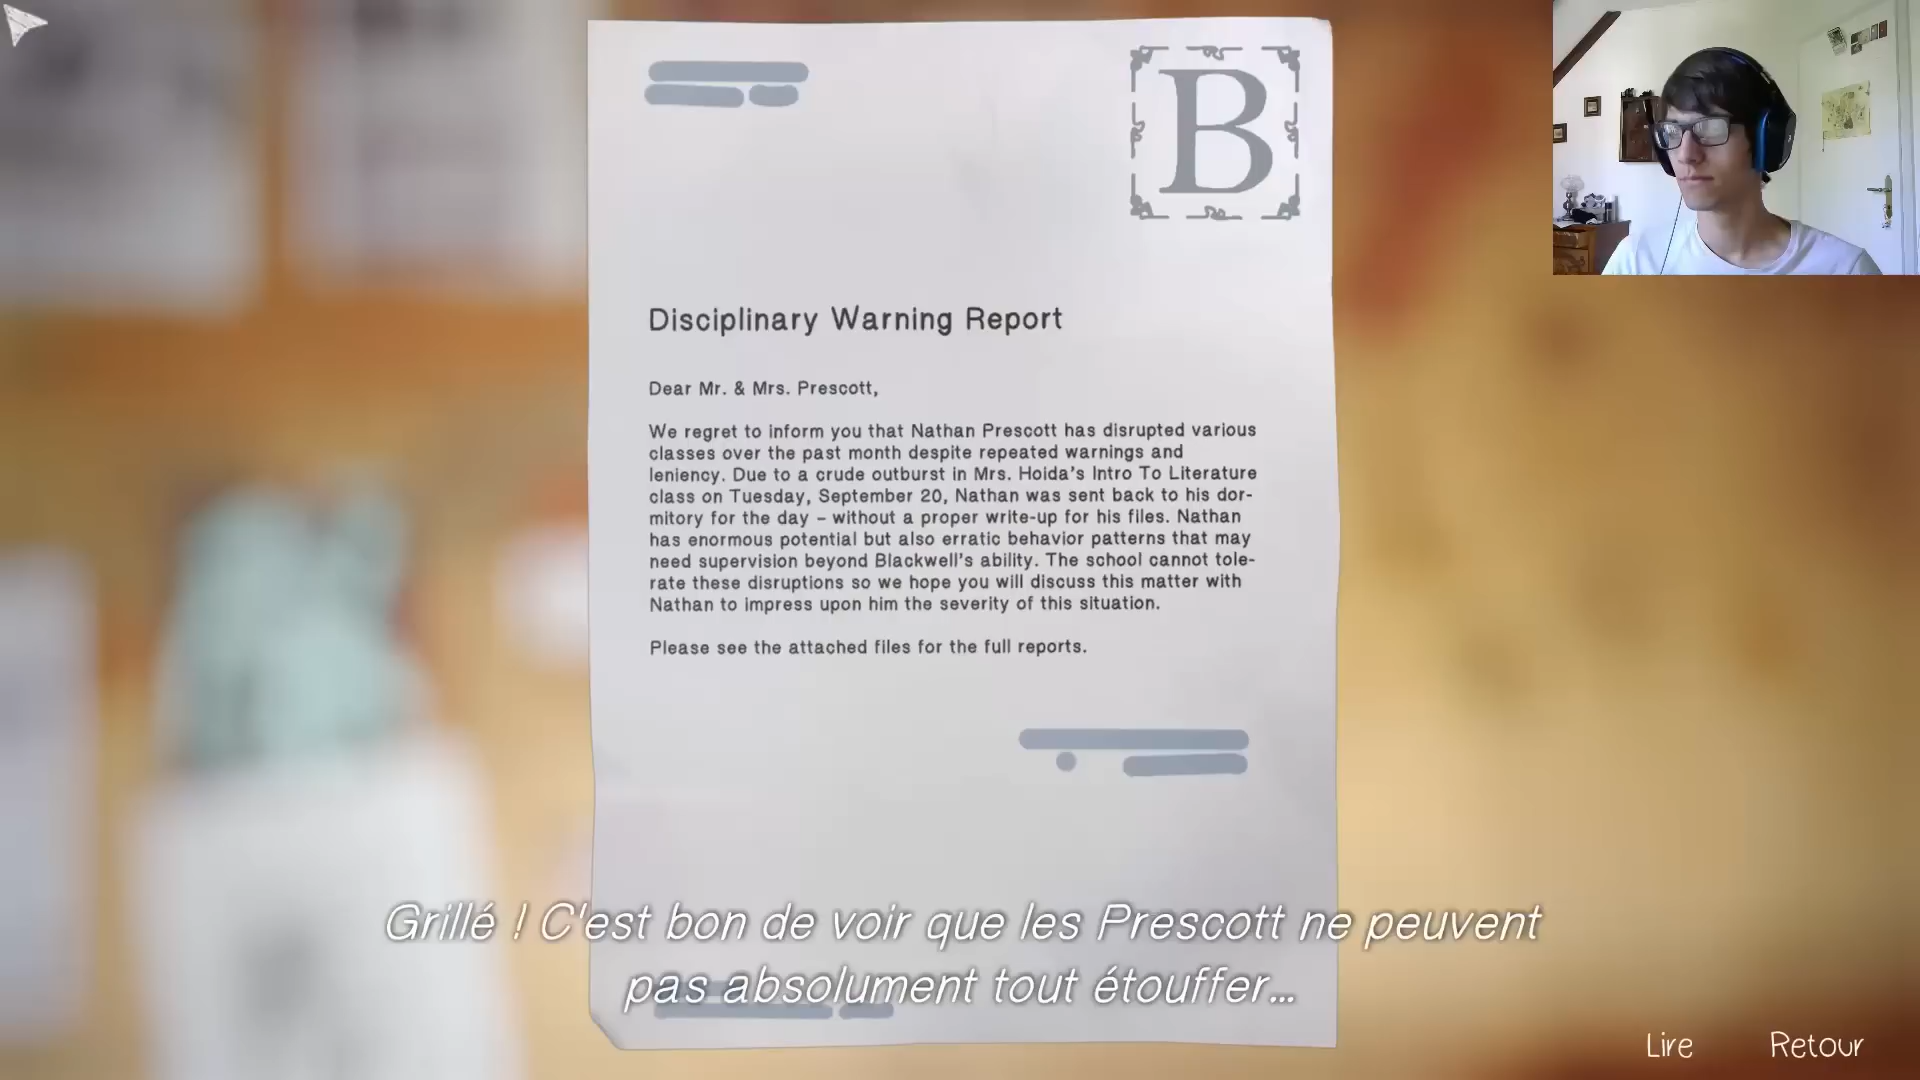 B
Disciplinary Warning Report
Dear Mr. & Mrs. Prescott,
We regret to inform you that Nathan Prescott has disrupted various
classes over the past month despite repeated warnings and
leniency. Due to a crude outburst in Mrs. Hoida's Intro To Literature
class on Tuesday, September 20, Nathan was sent back to his dor-
mitory for the day – without a proper write-up for his files. Nathan
has enormous potential but also erratic behavior patterns that may
need supervision beyond Blackwell's ability. The school cannot tole-
rate these disruptions so we hope you will discuss this matter with
Nathan to impress upon him the severity of this situation.
Please see the attached files for the full reports.
Grillé ! C'est bon de voir que les Prescott ne peuvent
pas absolument tout étouffer...
Lire Retour